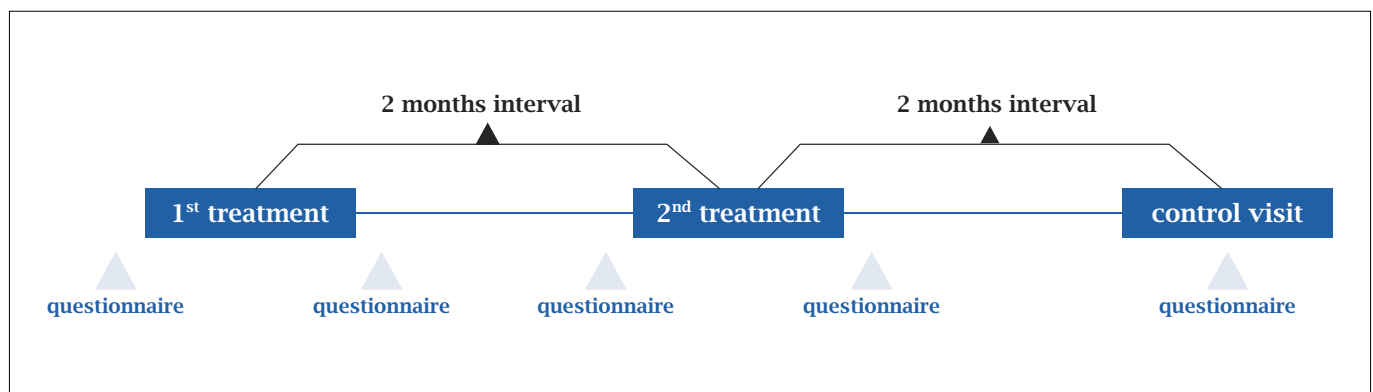 2 months interval 2 months interval
1st treatment 2nd treatment control visit
questionnaire questionnaire questionnaire questionnaire questionnaire